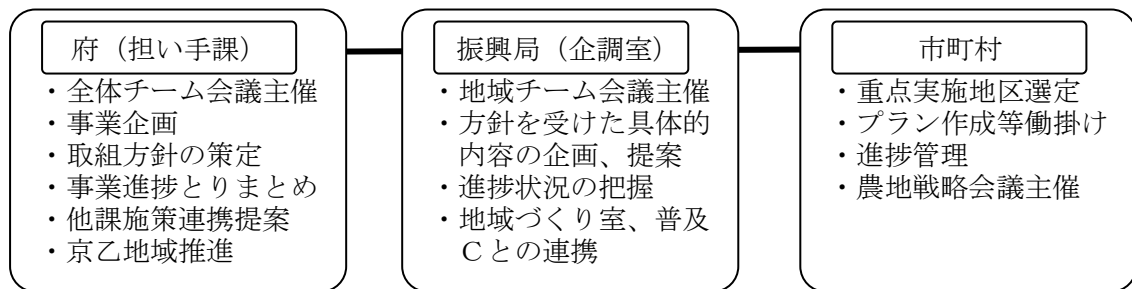 府（担い手課）
・全体チーム会議主催
・事業企画
・取組方針の策定
・事業進捗とりまとめ
・他課施策連携提案
・京乙地域推進
振興局（企調室）
・地域チーム会議主催
・方針を受けた具体的
内容の企画、提案
・進捗状況の把握
・地域づくり室、普及
Ｃとの連携
市町村
・重点実施地区選定
・プラン作成等働掛け
・進捗管理
・農地戦略会議主催